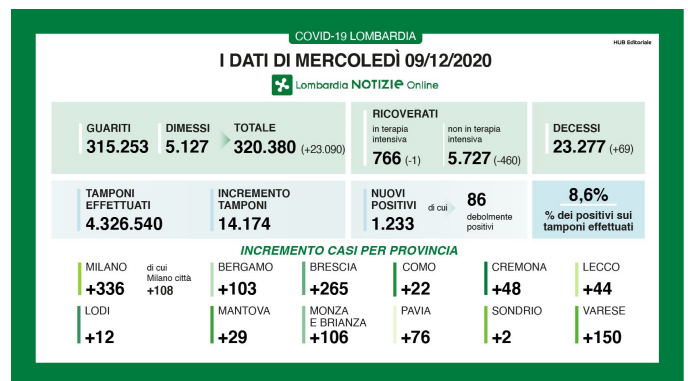 COVID-19 LOMBARDIA
HUB Editoriale
I DATI DI MERCOLEDÌ 09/12/2020
Lombardia NOTIZIE Online
GUARITI
315.253
DIMESSI
5.127
TOTALE
320.380 (+23.090)
RICOVERATI
in terapia
intensiva
766 (-1)
non in terapia
intensiva
5.727 (-460)
DECESSI
23.277 (+69)
TAMPONI
EFFETTUATI
4.326.540
INCREMENTO
TAMPONI
14.174
NUOVI
POSITIVI
1.233
di cui
86
debolmente
positivi
8,6%
% dei positivi sui
tamponi effettuati
INCREMENTO CASI PER PROVINCIA
MILANO
+336
di cui
Milano città
+108
BERGAMO
+103
BRESCIA
+265
COMO
+22
CREMONA
+48
LECCO
+44
LODI
+12
MANTOVA
+29
MONZA
E BRIANZA
+106
PAVIA
+76
SONDRIO
+2
VARESE
+150